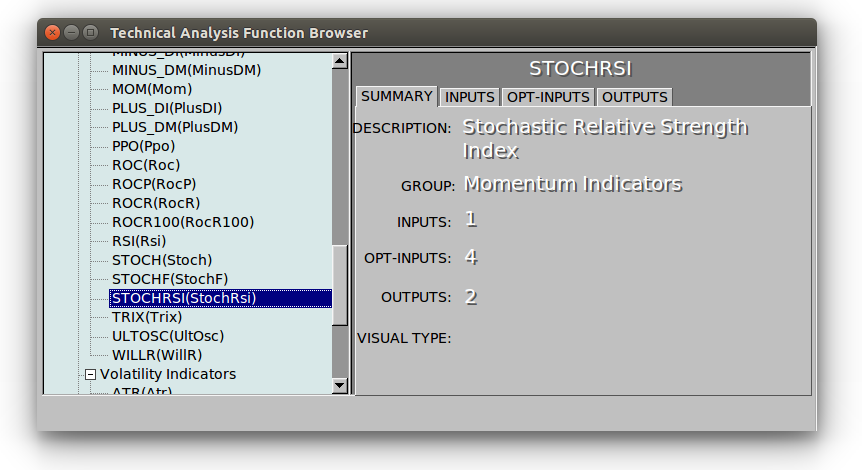 Technical Analysis Function Browser
MINUS_DI(MinusDI)
MINUS_DM(MinusDM)
MOM(Mom)
PLUS_DI(PlusDI)
PLUS_DM(PlusDM)
PPO(Ppo)
ROC(Roc)
ROCP(RocP)
ROCR(RocR)
ROCR100(RocR100)
RSI(Rsi)
STOCH(Stoch)
STOCHF(StochF)
STOCHRSI(StochRsi)
TRIX(Trix)
ULTOSC(UltOsc)
WILLR(WillR)
Volatility Indicators
ATR(Atr)
STOCHRSI
SUMMARY INPUTS OPT-INPUTS OUTPUTS
DESCRIPTION: Stochastic Relative Strength
Index
GROUP: Momentum Indicators
INPUTS: 1
OPT-INPUTS: 4
OUTPUTS: 2
VISUAL TYPE: